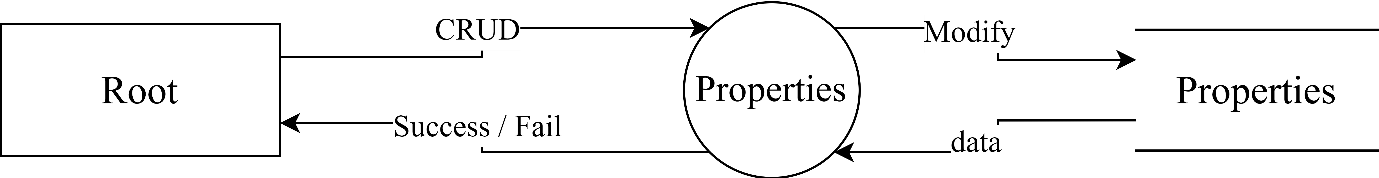 CRUD
Modify
Root
Properties
Properties
Success / Fail
data